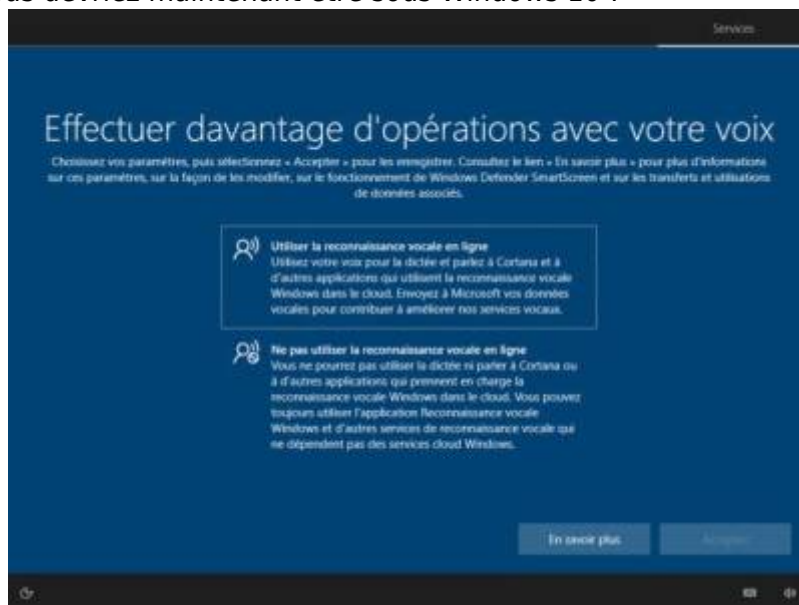 devriez maintenant être sous Windows 10 :
Services
Effectuer davantage d'opérations avec votre voix
Choisissez vos paramètres, puis sélectionnez « Accepter » pour les enregistrer. Consultez le lien « En savoir plus » pour plus d'informations
sur ces paramètres, sur la façon de les modifier, sur le fonctionnement de Windows Defender SmartScreen et sur les transferts et utilisations
de données associés.
Utiliser la reconnaissance vocale en ligne
Utilisez votre voix pour la dictée et parlez à Cortana et à
d'autres applications qui utilisent la reconnaissance vocale
Windows dans le cloud. Envoyez à Microsoft vos données
vocales pour contribuer à améliorer nos services vocaux.
Ne pas utiliser la reconnaissance vocale en ligne
Vous ne pourrez pas utiliser la dictée ni parler à Cortana ou
à d'autres applications qui prennent en charge la
reconnaissance vocale Windows dans le cloud. Vous pouvez
toujours utiliser l'application Reconnaissance vocale
Windows et d'autres services de reconnaissance vocale qui
ne dépendent pas des services cloud Windows.
En savoir plus
Accepter